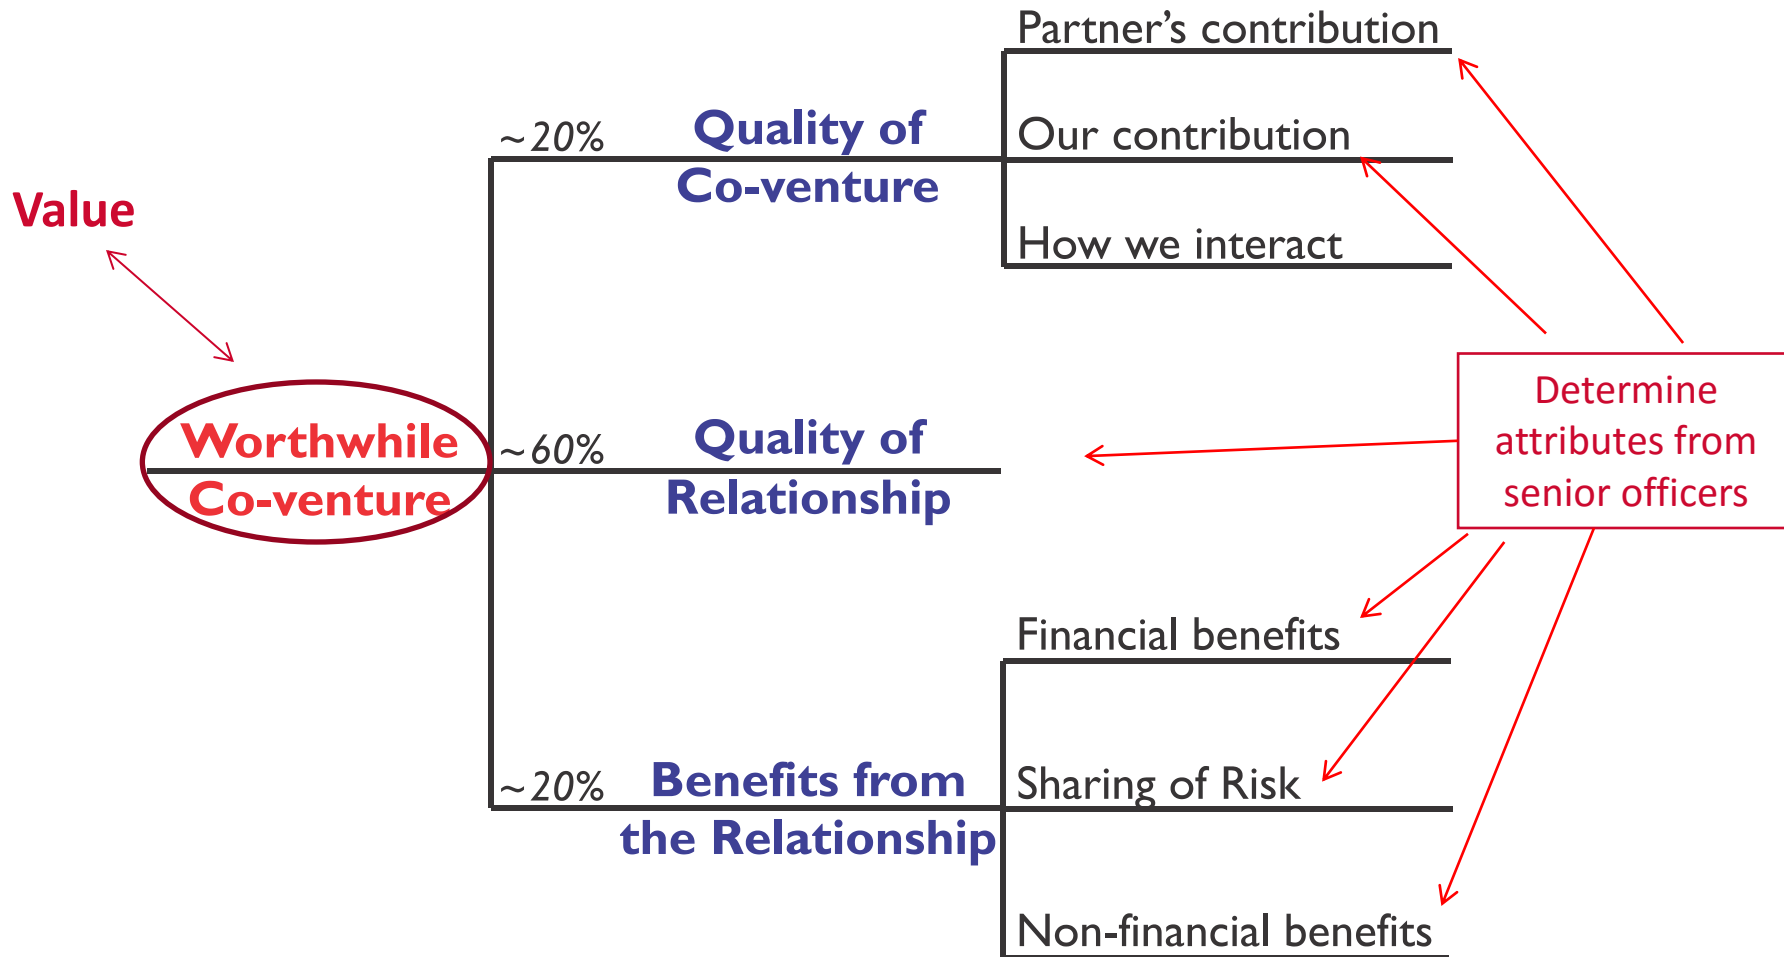 Value
Worthwhile
Co-venture
~20%
Quality of
Co-venture
Partner's contribution
Our contribution
How we interact
~60%
Quality of
Relationship
~20%
Benefits from
the Relationship
Financial benefits
Sharing of Risk
Non-financial benefits
Determine
attributes from
senior officers